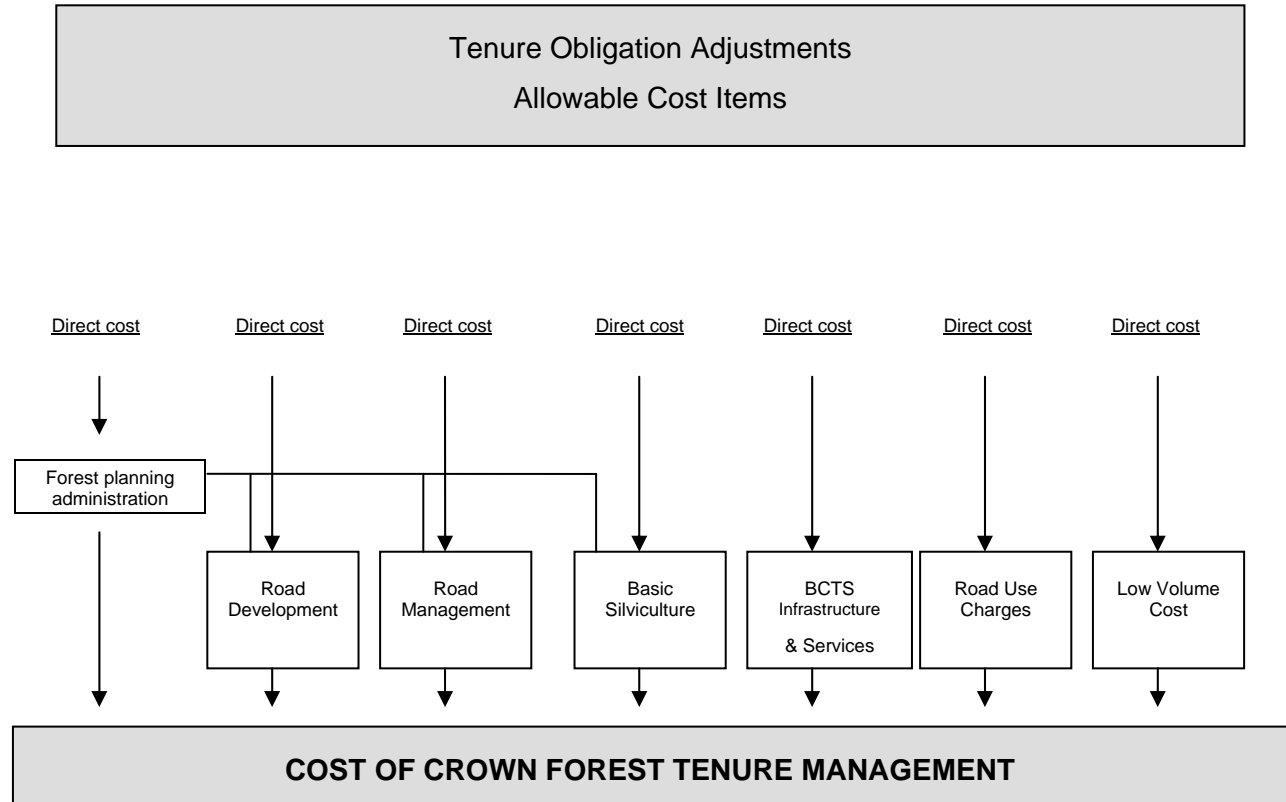 Tenure Obligation Adjustments
Allowable Cost Items
Direct cost
Direct cost
Direct cost
Direct cost
Direct cost
Direct cost
Direct cost
Forest planning
administration
Road
Development
Road
Management
Basic
Silviculture
BCTS
Infrastructure
& Services
Road Use
Charges
Low Volume
Cost
COST OF CROWN FOREST TENURE MANAGEMENT